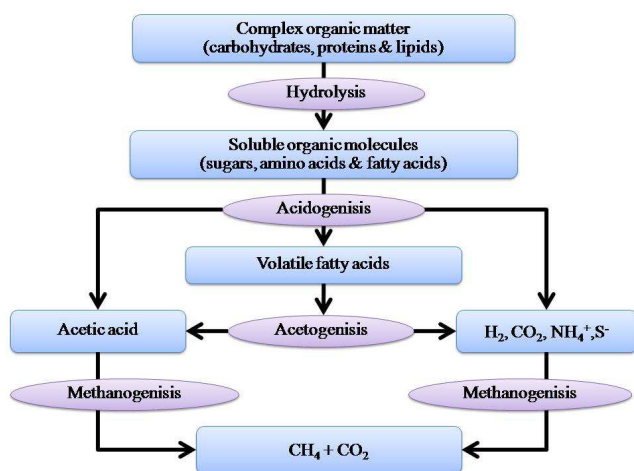 Complex organic matter
(carbohydrates, proteins & lipids)
Hydrolysis
Soluble organic molecules
(sugars, amino acids & fatty acids)
Acidogenisis
Volatile fatty acids
Acetic acid
Acetogenisis
H₂, CO₂, NH₄⁺,S⁻
Methanogenisis
Methanogenisis
CH₄ + CO₂